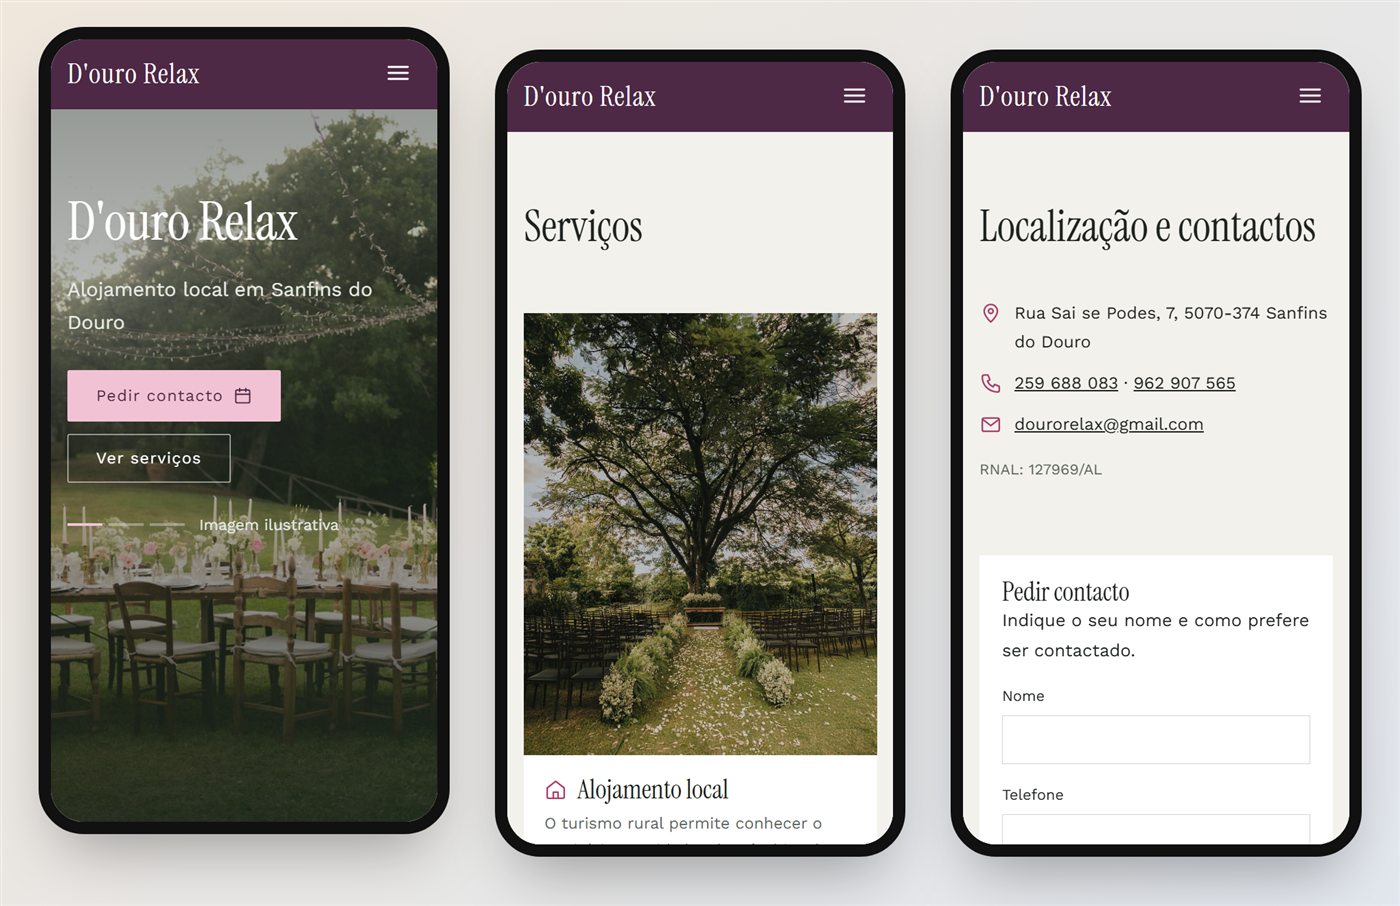 D'ouro Relax
D'ouro Relax
Alojamento local em Sanfins do
Douro
Pedir contacto
Ver serviços
Imagem ilustrativa
D'ouro Relax
Serviços
Alojamento local
O turismo rural permite conhecer o
D'ouro Relax
Localização e contactos
Rua Sai se Podes, 7, 5070-374 Sanfins
do Douro
259 688 083 · 962 907 565
dourorelax@gmail.com
RNAL: 127969/AL
Pedir contacto
Indique o seu nome e como prefere
ser contactado.
Nome
Telefone